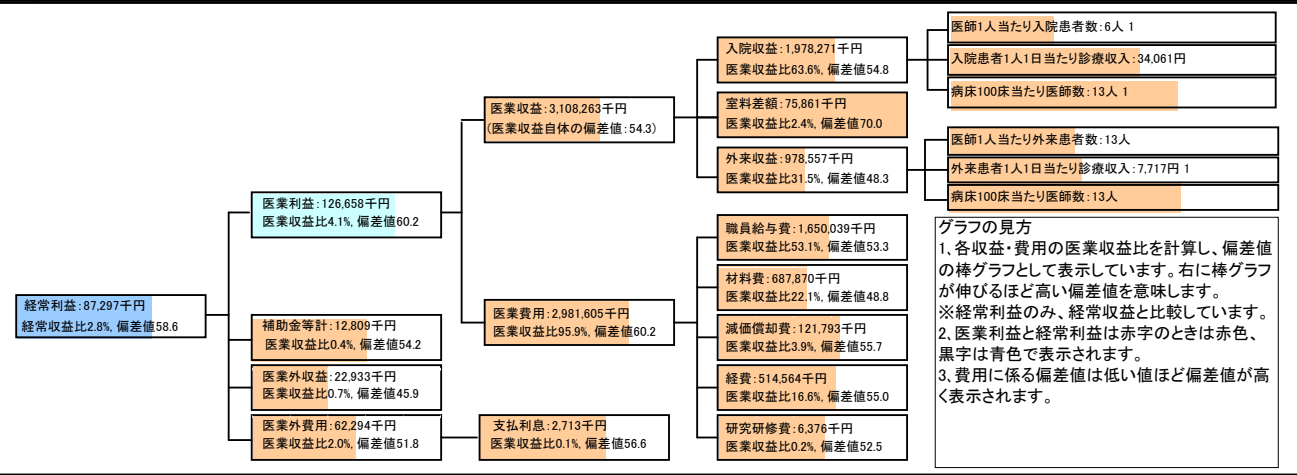 経常利益：87,297千円
経常収比2.8%, 偏差値58.6
医業利益：126,658千円
医業収益比4.1%, 偏差値60.2
補助金等計：12,809千円
医業収益比0.4%, 偏差値54.2
医業外収益：22,933千円
医業収益比0.7%, 偏差値45.9
医業外費用：62,294千円
医業収益比2.0%, 偏差値51.8
医業収益：3,108,263千円
(医業収益自体の偏差値：54.3)
医業費用：2,981,605千円
医業収益比95.9%, 偏差値60.2
支払利息：2,713千円
医業収益比0.1%, 偏差値56.6
入院収益：1,978,271千円
医業収益比63.6%, 偏差値54.8
室料差額：75,861千円
医業収益比2.4%, 偏差値70.0
外来収益：978,557千円
医業収益比31.5%, 偏差値48.3
職員給与費：1,650,039千円
医業収益比53.1%, 偏差値53.3
材料費：687,870千円
医業収益比22.1%, 偏差値48.8
減価償却費：121,793千円
医業収益比3.9%, 偏差値55.7
経費：514,564千円
医業収益比16.6%, 偏差値55.0
研究研修費：6,376千円
医業収益比0.2%, 偏差値52.5
医師1人当たり入院患者数：6人 1
入院患者1人1日当たり診療収入：34,061円
病床100床当たり医師数：13人 1
医師1人当たり外来患者数：13人
外来患者1人1日当たり診療収入：7,717円 1
病床100床当たり医師数：13人
グラフの見方
1、各収益・費用の医業収益比を計算し、偏差値
の棒グラフとして表示しています。右に棒グラフ
が伸びるほど高い偏差値を意味します。
※経常利益のみ、経常収益と比較しています。
2、医業利益と経常利益は赤字のときは赤色、
黒字は青色で表示されます。
3、費用に係る偏差値は低い値ほど偏差値が高
く表示されます。